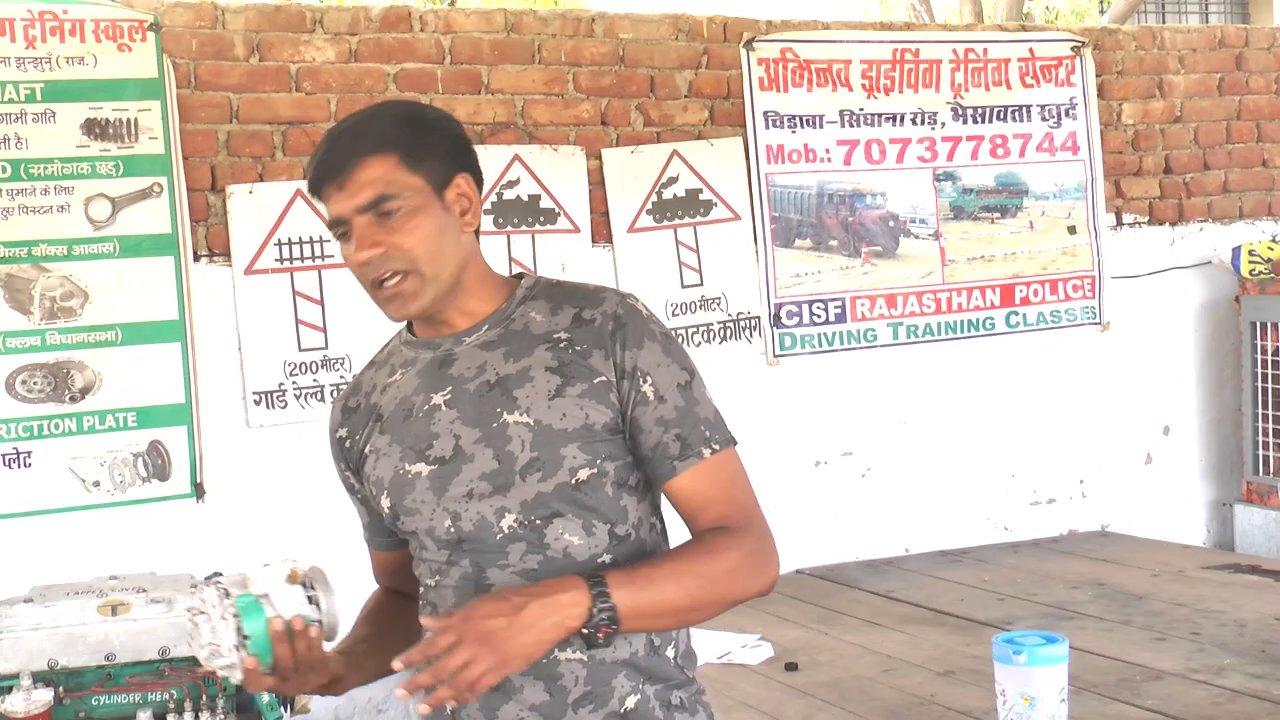 ग ट्रेनिंग स्कूल
ना झुन्झुनूँ ( राज. )
HAFT
गामी गति
ती है।
D (समोगक छड़)
घुमाने के लिए
हुए पिस्टन को
गियर बॉक्स आवास)
(क्लच विधानसभा)
RICTION PLATE
प्लेट
(200मीटर)
गार्ड रेल्वे क्रो
(200मीटर)
फाटक क्रोसिंग
अभिनव ड्राईविंग ट्रेनिंग सेन्टर
चिड़ावा-सिंघाना रोड़, भैसावता खुर्द
Mob.: 7073778744
CISF RAJASTHAN POLICE
DRIVING TRAINING CLASSES
CYLINDER HEAD